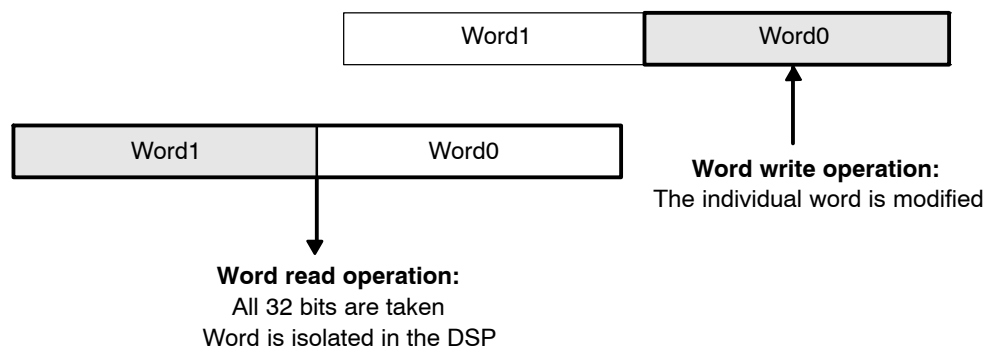 Word1 Word0
Word1 Word0
Word write operation:
The individual word is modified
Word read operation:
All 32 bits are taken
Word is isolated in the DSP